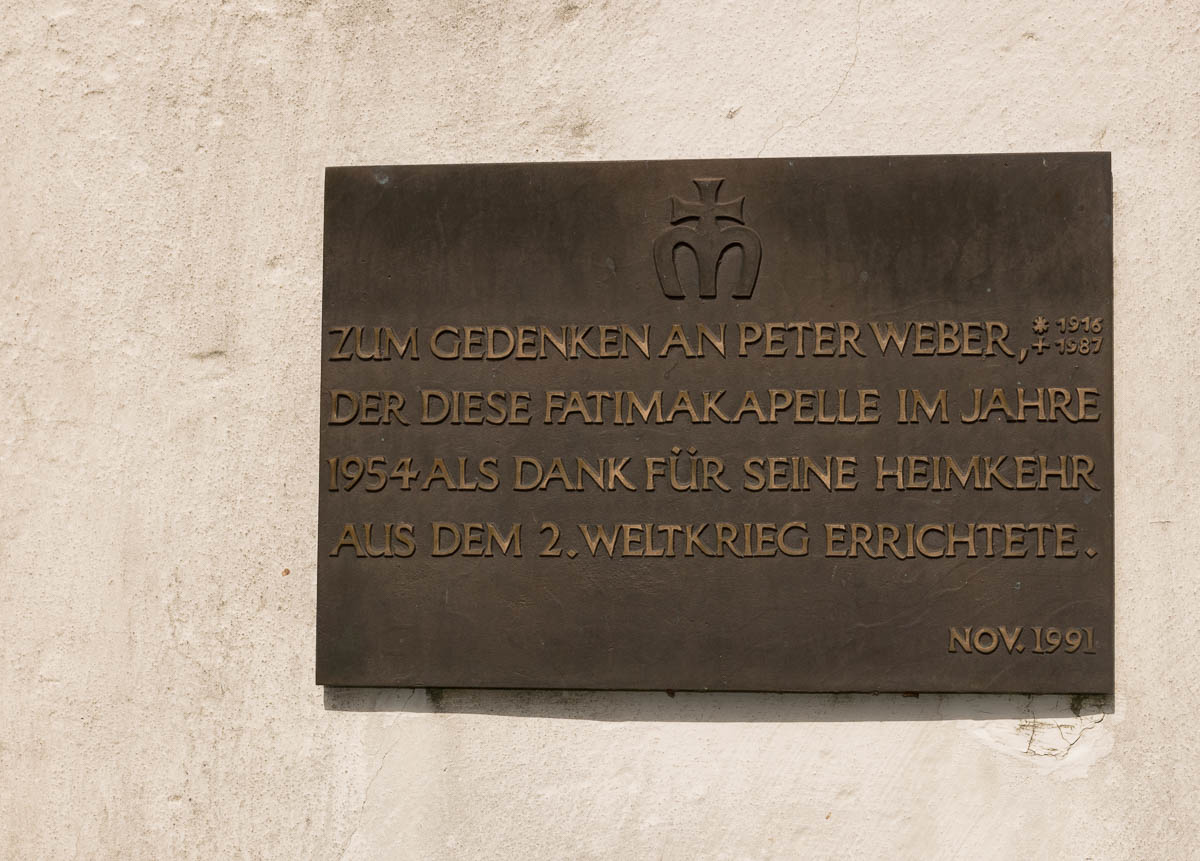 ZUM GEDENKEN AN PETER WEBER, * 1916
+ 1987
DER DIESE FATIMAKAPELLE IM JAHRE
1954 ALS DANK FÜR SEINE HEIMKEHR
AUS DEM 2. WELTKRIEG ERRICHTETE.
NOV. 1991